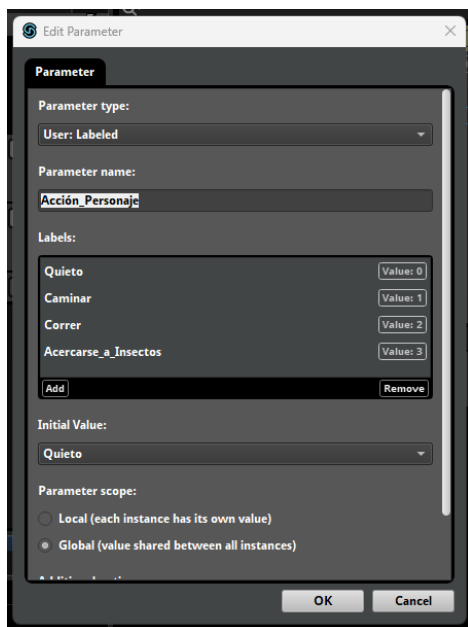 Edit Parameter
Parameter
Parameter type:
User: Labeled
Parameter name:
Acción_Personaje
Labels:
Quieto Value: 0
Caminar Value: 1
Correr Value: 2
Acercarse_a_Insectos Value: 3
Add Remove
Initial Value:
Quieto
Parameter scope:
Local (each instance has its own value)
Global (value shared between all instances)
OK Cancel